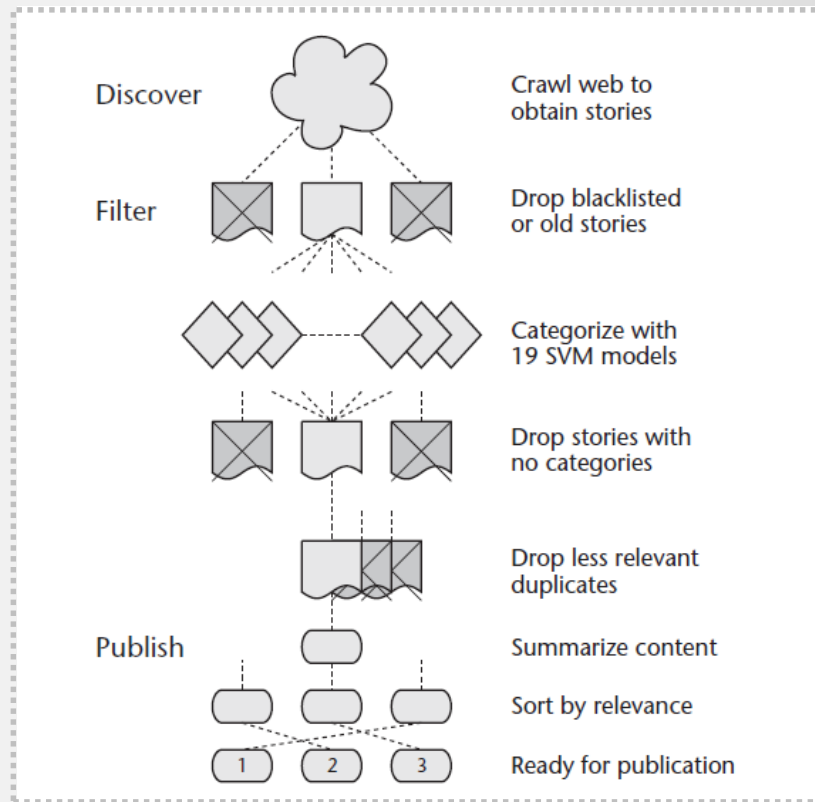 Discover
Crawl web to
obtain stories
Filter
Drop blacklisted
or old stories
Categorize with
19 SVM models
Drop stories with
no categories
Drop less relevant
duplicates
Publish
Summarize content
Sort by relevance
1 2 3
Ready for publication